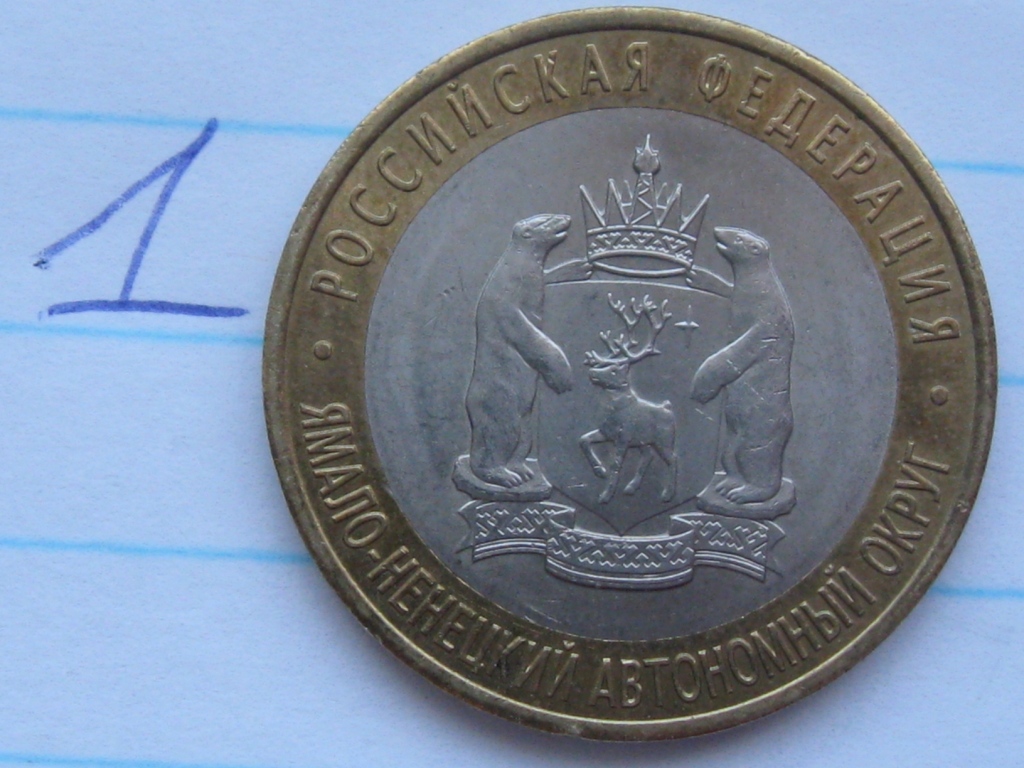 1
РОССИЙСКАЯ ФЕДЕРАЦИЯ
ЯМАЛО-НЕНЕЦКИЙ АВТОНОМНЫЙ ОКРУГ